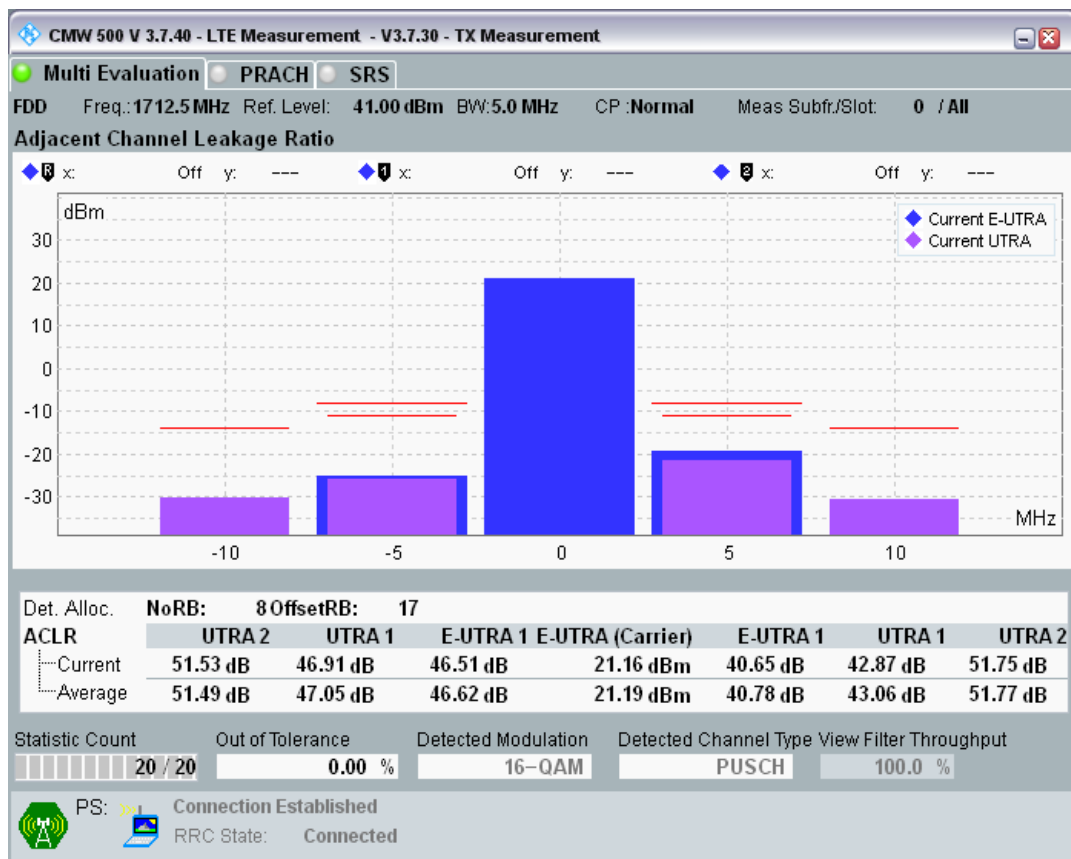 CMW 500 V 3.7.40 - LTE Measurement - V3.7.30 - TX Measurement
Multi Evaluation PRACH SRS
FDD Freq.: 1712.5 MHz Ref. Level: 41.00 dBm BW: 5.0 MHz CP : Normal Meas Subfr./Slot: 0 / All
Adjacent Channel Leakage Ratio
R x: Off y: --- 1 x: Off y: --- 2 x: Off y: ---
dBm
Current E-UTRA
Current UTRA
30
20
10
0
-10
-20
-30
MHz
-10 -5 0 5 10
Det. Alloc. NoRB: 8 OffsetRB: 17
ACLR UTRA 2 UTRA 1 E-UTRA 1 E-UTRA (Carrier) E-UTRA 1 UTRA 1 UTRA 2
Current 51.53 dB 46.91 dB 46.51 dB 21.16 dBm 40.65 dB 42.87 dB 51.75 dB
Average 51.49 dB 47.05 dB 46.62 dB 21.19 dBm 40.78 dB 43.06 dB 51.77 dB
Statistic Count Out of Tolerance Detected Modulation Detected Channel Type View Filter Throughput
20 / 20 0.00 % 16-QAM PUSCH 100.0 %
PS: Connection Established
RRC State: Connected